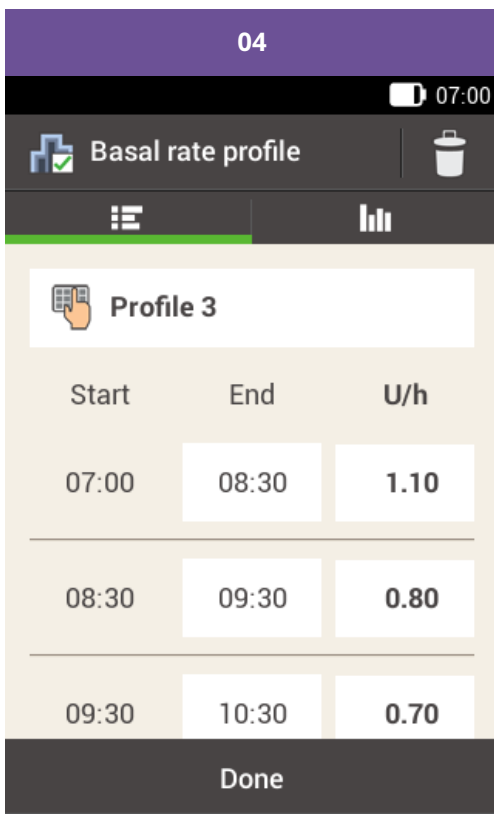 04
07:00
Basal rate profile
Profile 3
Start End U/h
07:00 08:30 1.10
08:30 09:30 0.80
09:30 10:30 0.70
Done